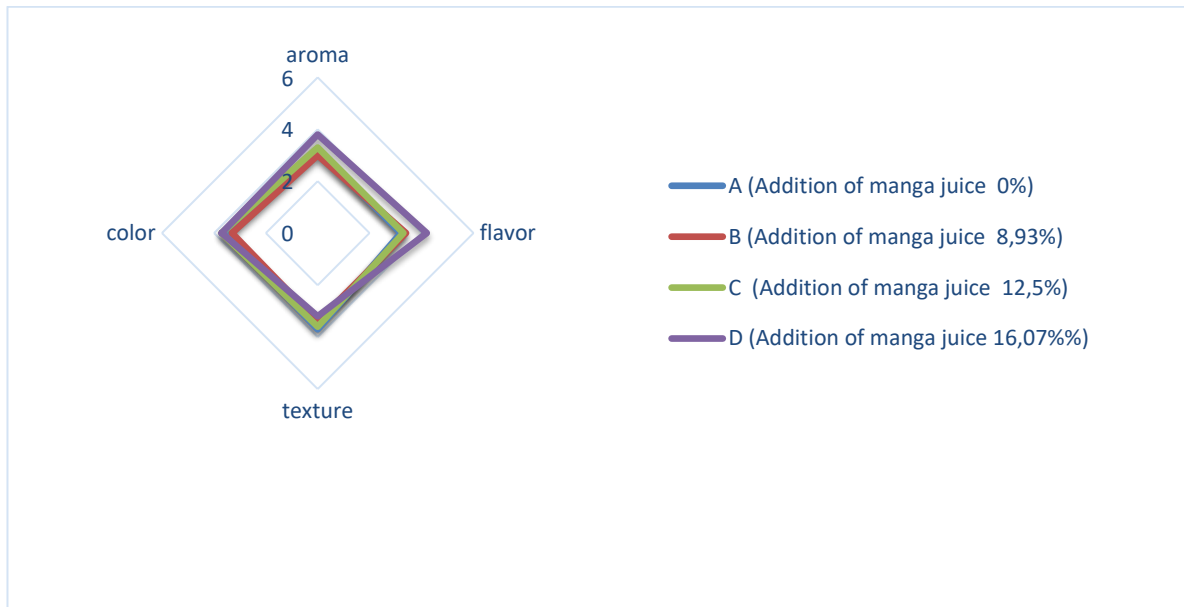 aroma
6
4
2
0
color
flavor
texture
A (Addition of manga juice  0%)
B (Addition of manga juice  8,93%)
C  (Addition of manga juice  12,5%)
D (Addition of manga juice 16,07%%)